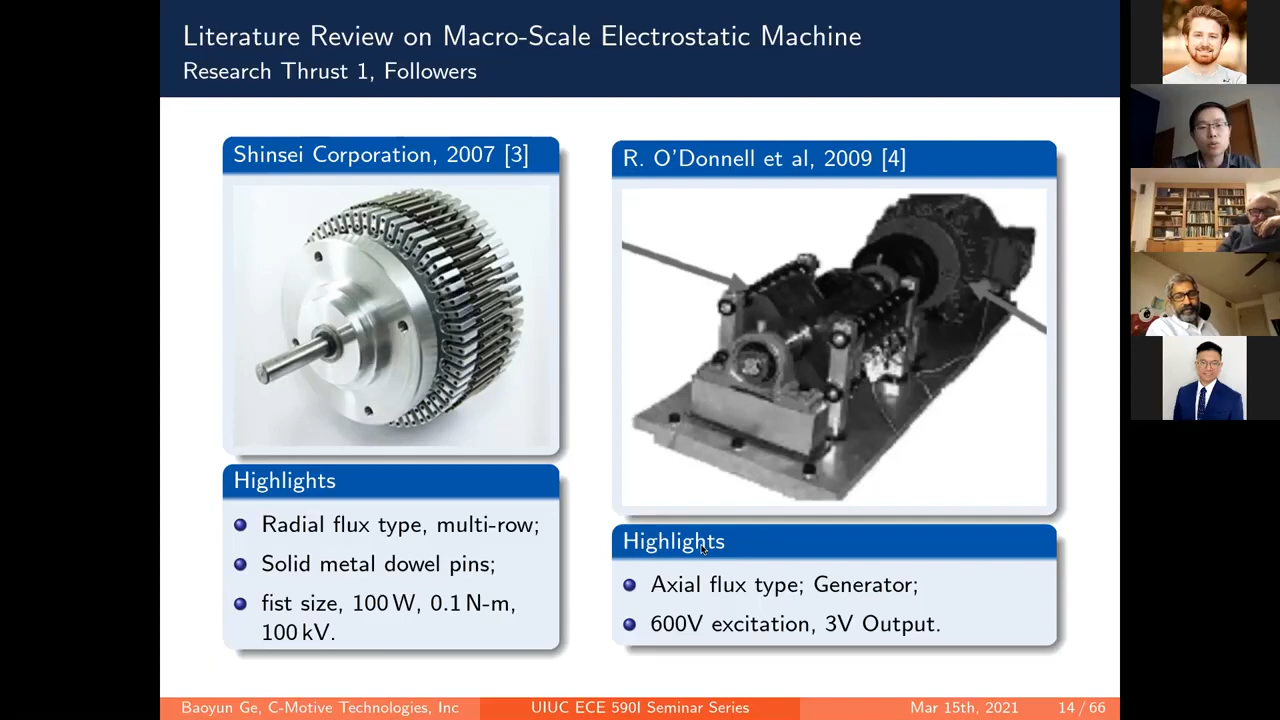 Literature Review on Macro-Scale Electrostatic Machine
Research Thrust 1, Followers
Shinsei Corporation, 2007 [3]
Highlights
Radial flux type, multi-row;
Solid metal dowel pins;
fist size, 100 W, 0.1 N-m,
100 kV.
R. O'Donnell et al, 2009 [4]
Highlights
Axial flux type; Generator;
600V excitation, 3V Output.
Baoyun Ge, C-Motive Technologies, Inc
UIUC ECE 590I Seminar Series
Mar 15th, 2021
14 / 66